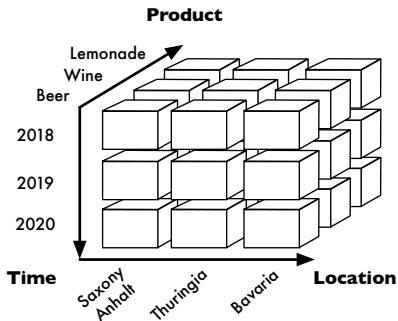 Product
Lemonade
Wine
Beer
2018
2019
2020
Time
Saxony
Anhalt
Thuringia
Bavaria
Location